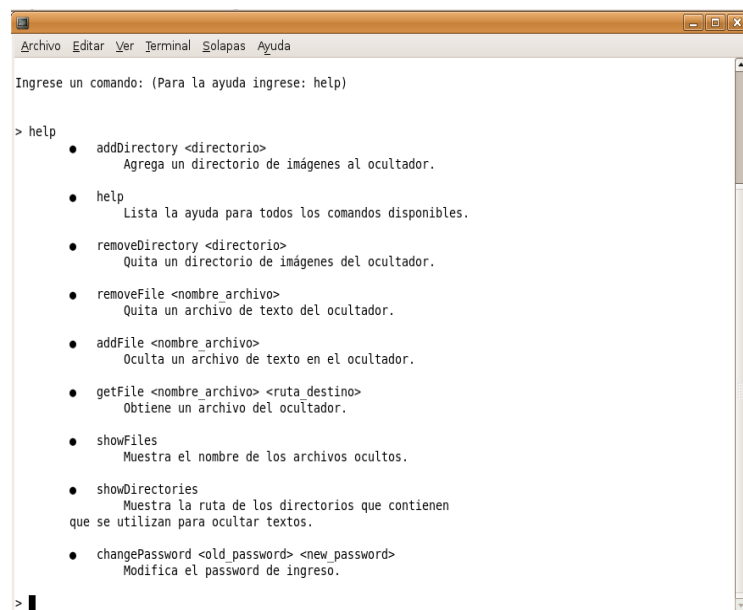 Archivo Editar Ver Terminal Solapas Ayuda
Ingrese un comando: (Para la ayuda ingrese: help)
> help
● addDirectory <directorio>
Agrega un directorio de imágenes al ocultador.
● help
Lista la ayuda para todos los comandos disponibles.
● removeDirectory <directorio>
Quita un directorio de imágenes del ocultador.
● removeFile <nombre_archivo>
Quita un archivo de texto del ocultador.
● addFile <nombre_archivo>
Oculta un archivo de texto en el ocultador.
● getFile <nombre_archivo> <ruta_destino>
Obtiene un archivo del ocultador.
● showFiles
Muestra el nombre de los archivos ocultos.
● showDirectories
Muestra la ruta de los directorios que contienen
que se utilizan para ocultar textos.
● changePassword <old_password> <new_password>
Modifica el password de ingreso.
>